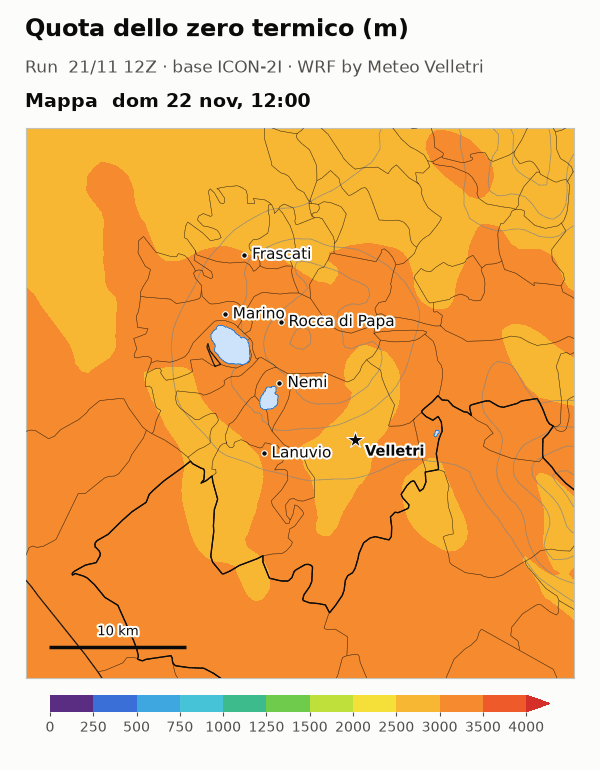 Quota dello zero termico (m)
Run 21/11 12Z · base ICON-2I · WRF by Meteo Velletri
Mappa dom 22 nov, 12:00
Frascati
Marino
Rocca di Papa
Nemi
Velletri
Lanuvio
10 km
0 250 500 750 1000 1250 1500 2000 2500 3000 3500 4000